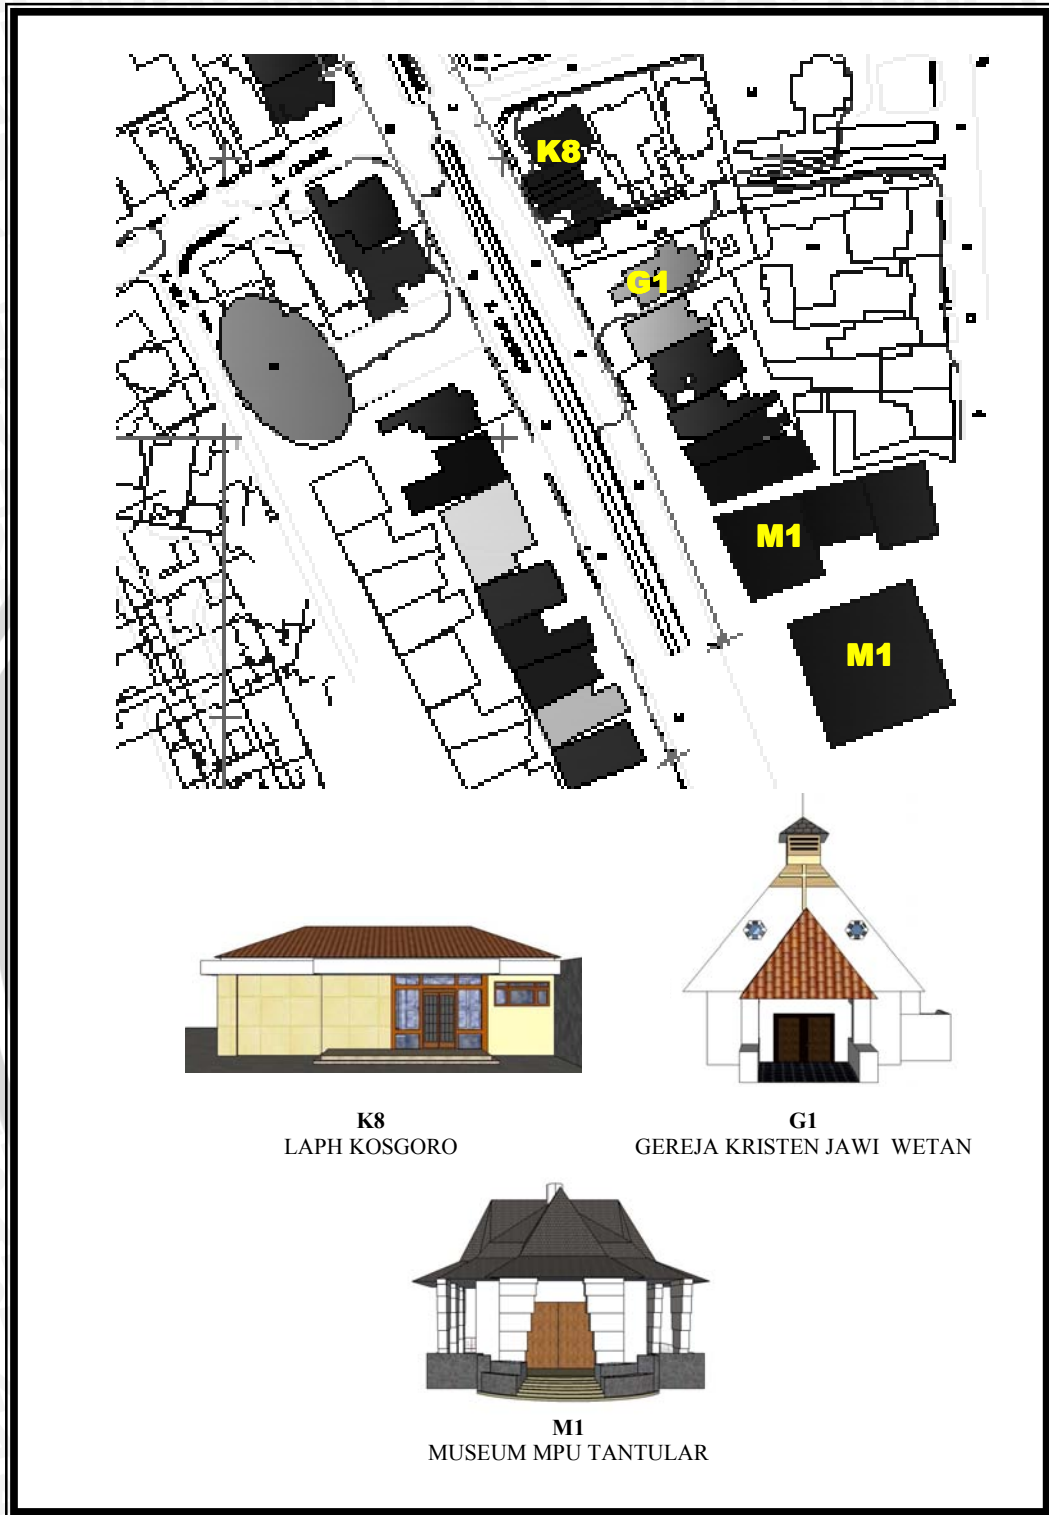 K8
G1
M1
M1
K8
LAPH KOSGORO
G1
GEREJA KRISTEN JAWI WETAN
M1
MUSEUM MPU TANTULAR